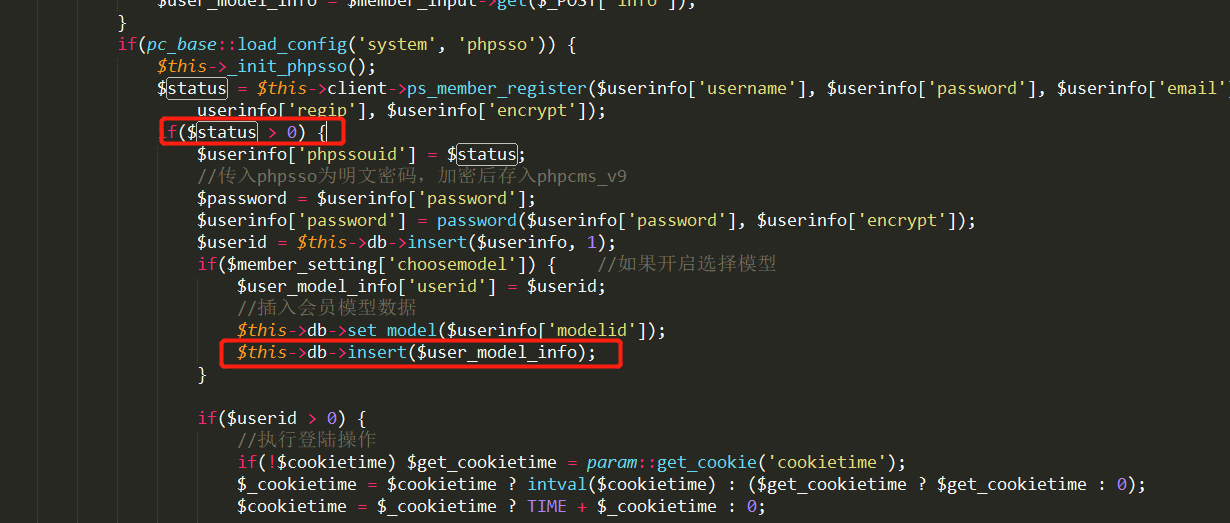 $user_model_info = $member_input->get($_POST['info']);
}
if(pc_base::load_config('system', 'phpsso')) {
$this->_init_phpsso();
$status = $this->client->ps_member_register($userinfo['username'], $userinfo['password'], $userinfo['email']
userinfo['regip'], $userinfo['encrypt']);
if($status > 0) {
$userinfo['phpssouid'] = $status;
//传入phpsso为明文密码，加密后存入phpcms_v9
$password = $userinfo['password'];
$userinfo['password'] = password($userinfo['password'], $userinfo['encrypt']);
$userid = $this->db->insert($userinfo, 1);
if($member_setting['choosemodel']) { //如果开启选择模型
$user_model_info['userid'] = $userid;
//插入会员模型数据
$this->db->set_model($userinfo['modelid']);
$this->db->insert($user_model_info);
}
if($userid > 0) {
//执行登陆操作
if(!$cookietime) $get_cookietime = param::get_cookie('cookietime');
$_cookietime = $cookietime ? intval($cookietime) : ($get_cookietime ? $get_cookietime : 0);
$cookietime = $_cookietime ? TIME + $_cookietime : 0;